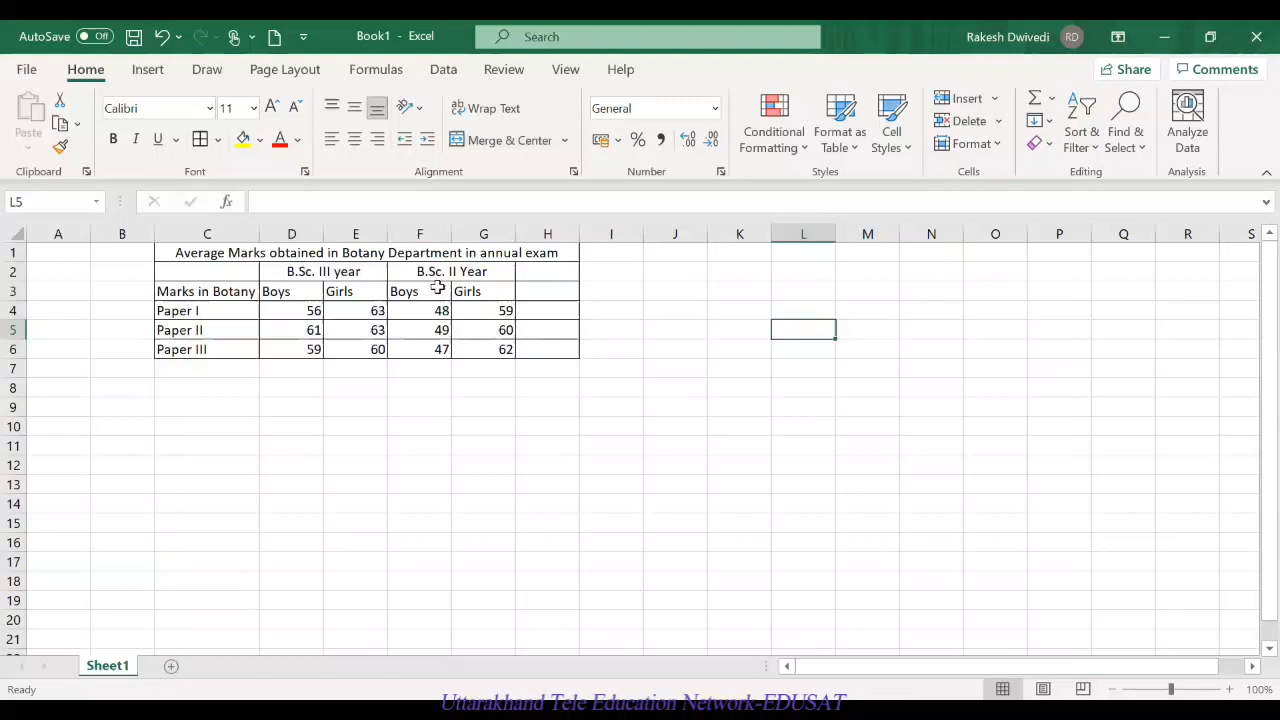 AutoSave Off Book1 - Excel Search Rakesh Dwivedi RD
File Home Insert Draw Page Layout Formulas Data Review View Help Share Comments
Paste
Calibri 11
B I U
Wrap Text
Merge & Center
General
Conditional Formatting
Format as Table
Cell Styles
Insert
Delete
Format
Sort & Filter
Find & Select
Analyze Data
Clipboard Font Alignment Number Styles Cells Editing Analysis
L5 fx
A B C D E F G H I J K L M N O P Q R S
1 Average Marks obtained in Botany Department in annual exam
2 B.Sc. III year B.Sc. II Year
3 Marks in Botany Boys Girls Boys Girls
4 Paper I 56 63 48 59
5 Paper II 61 63 49 60
6 Paper III 59 60 47 62
7
8
9
10
11
12
13
14
15
16
17
18
19
20
21
Sheet1
Ready 100%
Uttarakhand Tele Education Network-EDUSAT